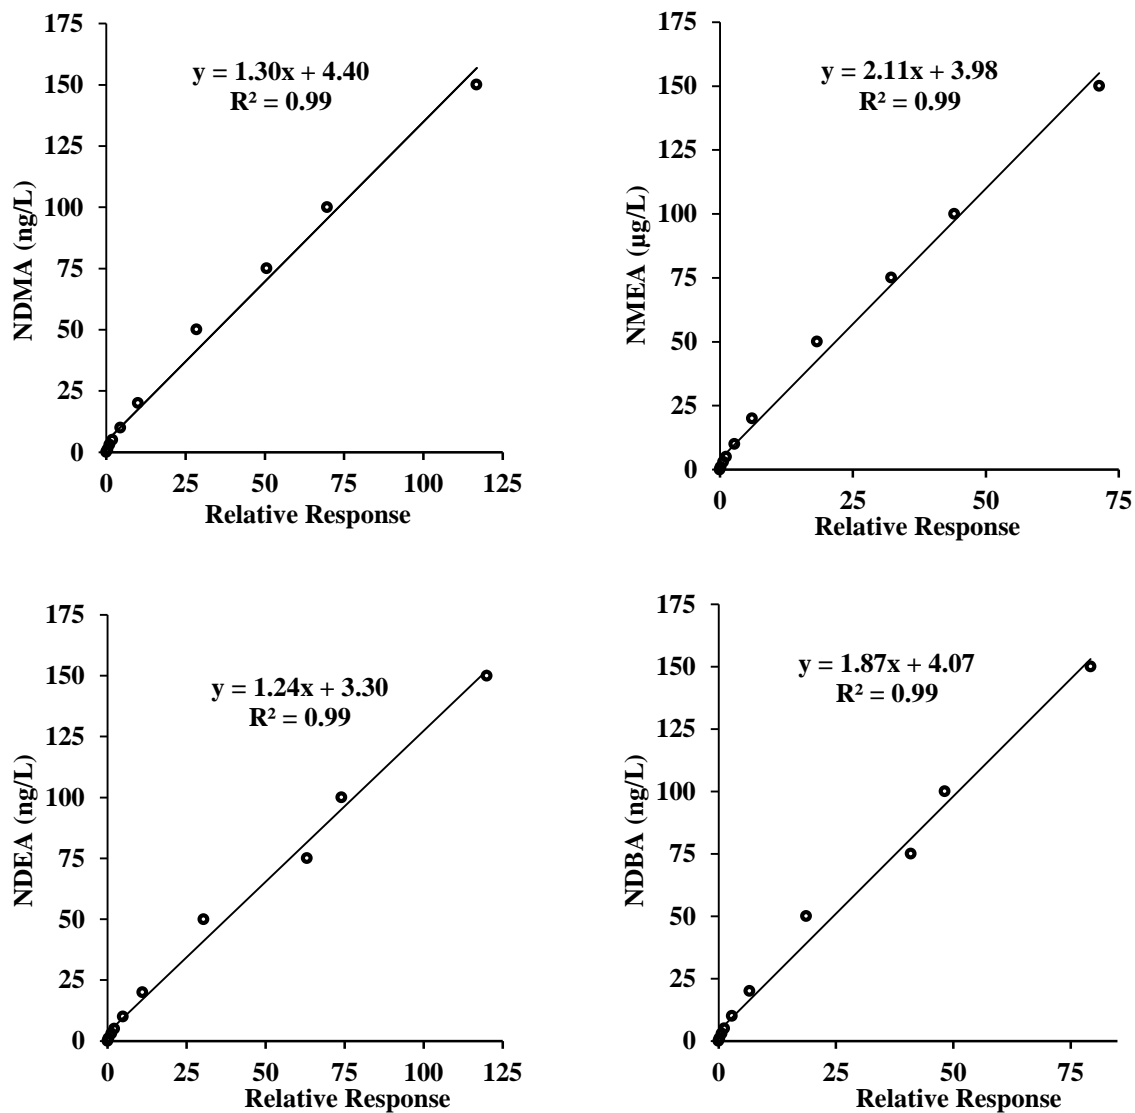 175
150
125
100
75
50
25
0
NDMA (ng/L)
y = 1.30x + 4.40
R² = 0.99
0 25 50 75 100 125
Relative Response
175
150
125
100
75
50
25
0
NMEA (µg/L)
y = 2.11x + 3.98
R² = 0.99
0 25 50 75
Relative Response
175
150
125
100
75
50
25
0
NDEA (ng/L)
y = 1.24x + 3.30
R² = 0.99
0 25 50 75 100 125
Relative Response
175
150
125
100
75
50
25
0
NDBA (ng/L)
y = 1.87x + 4.07
R² = 0.99
0 25 50 75
Relative Response